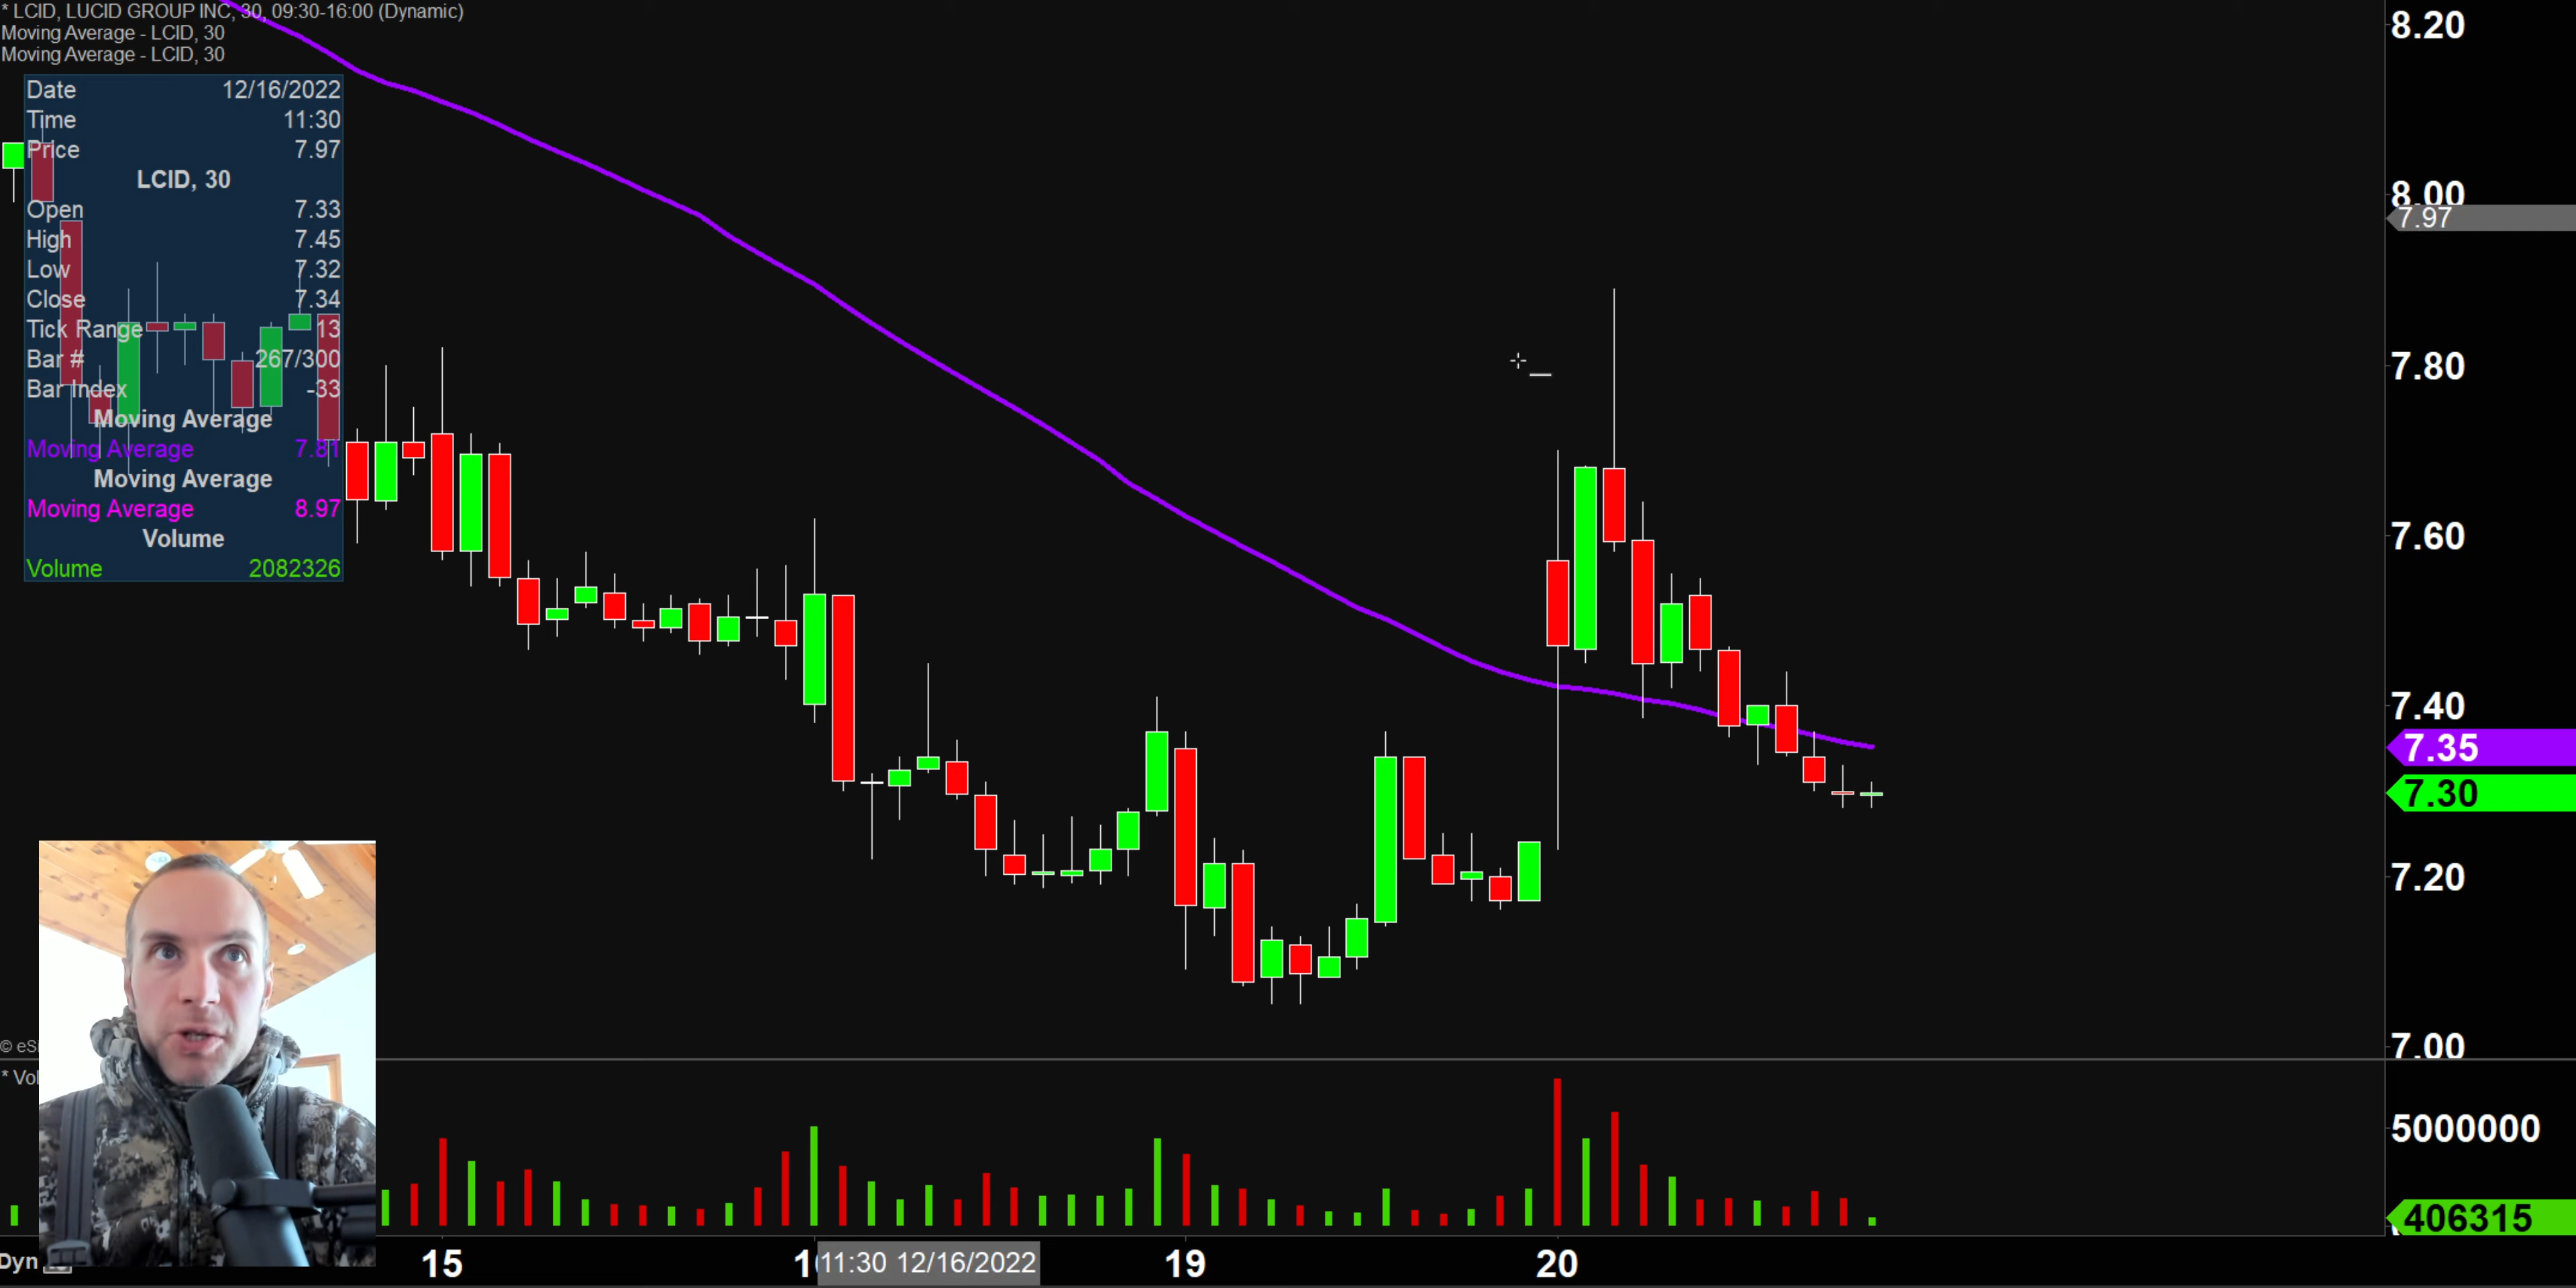 * LCID, LUCID GROUP INC, 30, 09:30-16:00 (Dynamic)
Moving Average - LCID, 30
Moving Average - LCID, 30
Date 12/16/2022
Time 11:30
Price 7.97
LCID, 30
Open 7.33
High 7.45
Low 7.32
Close 7.34
Tick Range 13
Bar # 267/300
Bar Index -33
Moving Average
Moving Average 7.81
Moving Average
Moving Average 8.97
Volume
Volume 2082326
8.20
8.00
7.97
7.80
7.60
7.40
7.35
7.30
7.20
7.00
© eS
* Vol
5000000
406315
Dyn
15
11:30 12/16/2022
19
20